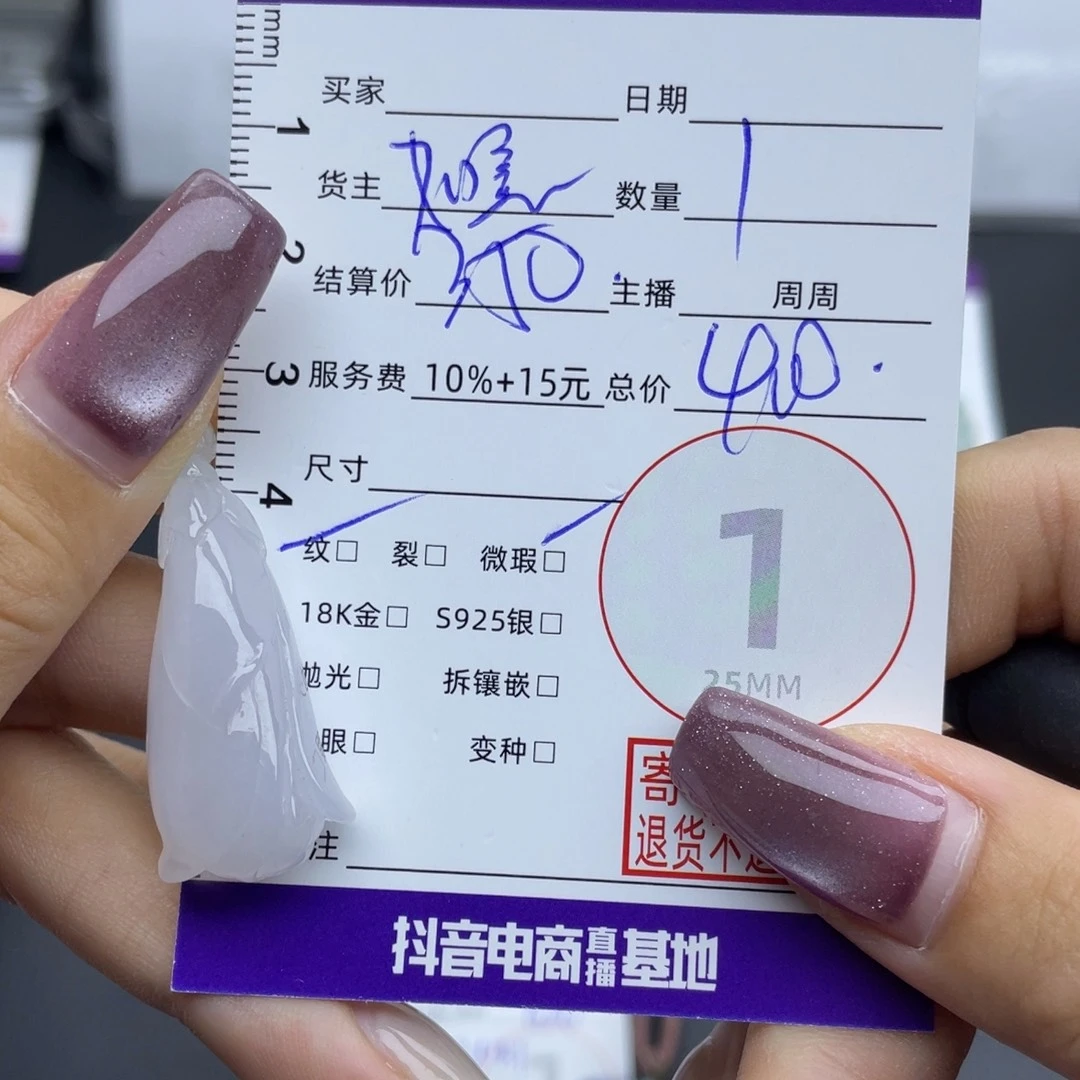 mm
买家 日期
1
货主 数量 1
2
结算价 主播 周周
3
服务费 10%+15元 总价 400.
4
尺寸
纹□ 裂□ 微瑕□
18K金□ S925银□
抛光□ 拆镶嵌□
眼□ 变种□
1
25MM
寄
退货不
注
抖音电商直播基地